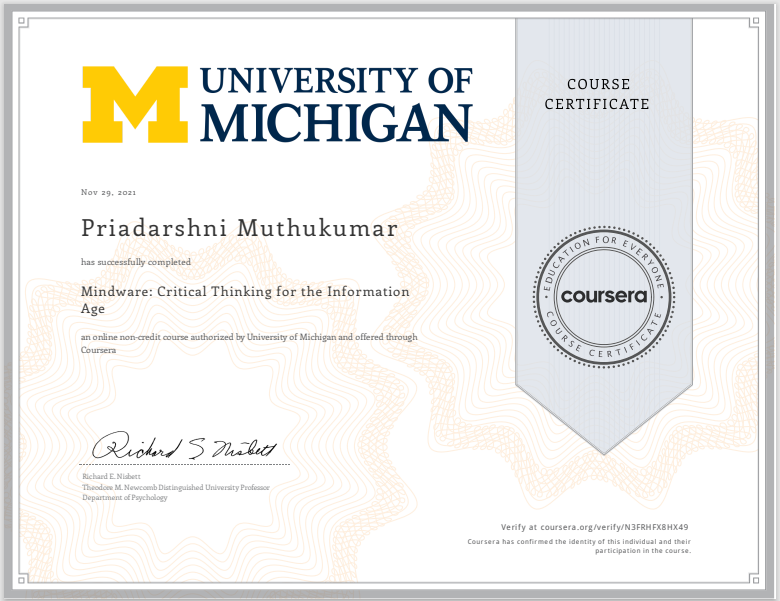 UNIVERSITY OF
MICHIGAN
COURSE
CERTIFICATE
Nov 29, 2021
Priadarshni Muthukumar
has successfully completed
Mindware: Critical Thinking for the Information
Age
an online non-credit course authorized by University of Michigan and offered through
Coursera
EDUCATION FOR EVERYONE
coursera
COURSE CERTIFICATE
Richard S Nisbett
Richard E. Nisbett
Theodore M. Newcomb Distinguished University Professor
Department of Psychology
Verify at coursera.org/verify/N3FRHFX8HX49
Coursera has confirmed the identity of this individual and their
participation in the course.